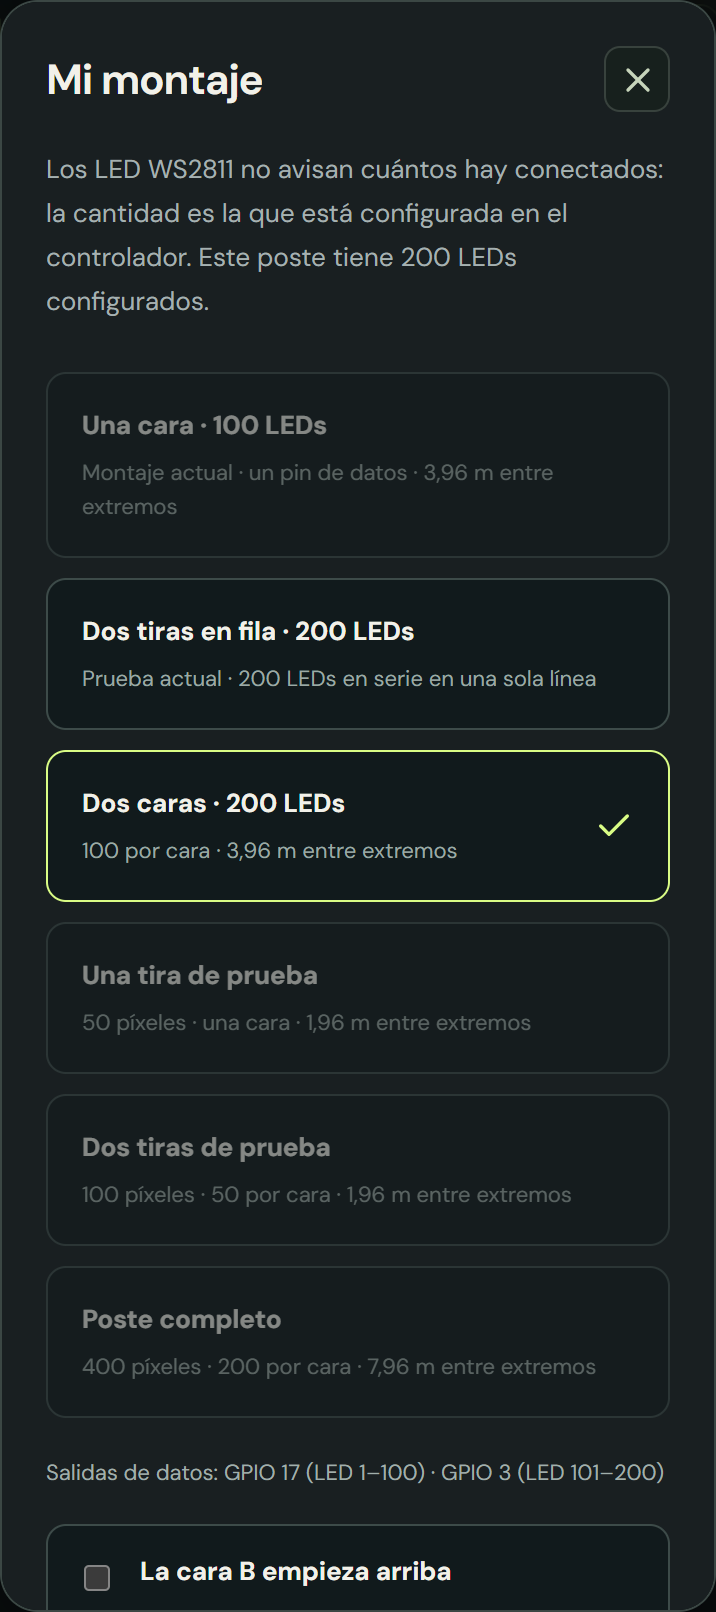 Mi montaje
Los LED WS2811 no avisan cuántos hay conectados:
la cantidad es la que está configurada en el
controlador. Este poste tiene 200 LEDs
configurados.
Una cara · 100 LEDs
Montaje actual · un pin de datos · 3,96 m entre
extremos
Dos tiras en fila · 200 LEDs
Prueba actual · 200 LEDs en serie en una sola línea
Dos caras · 200 LEDs
100 por cara · 3,96 m entre extremos
Una tira de prueba
50 píxeles · una cara · 1,96 m entre extremos
Dos tiras de prueba
100 píxeles · 50 por cara · 1,96 m entre extremos
Poste completo
400 píxeles · 200 por cara · 7,96 m entre extremos
Salidas de datos: GPIO 17 (LED 1–100) · GPIO 3 (LED 101–200)
La cara B empieza arriba